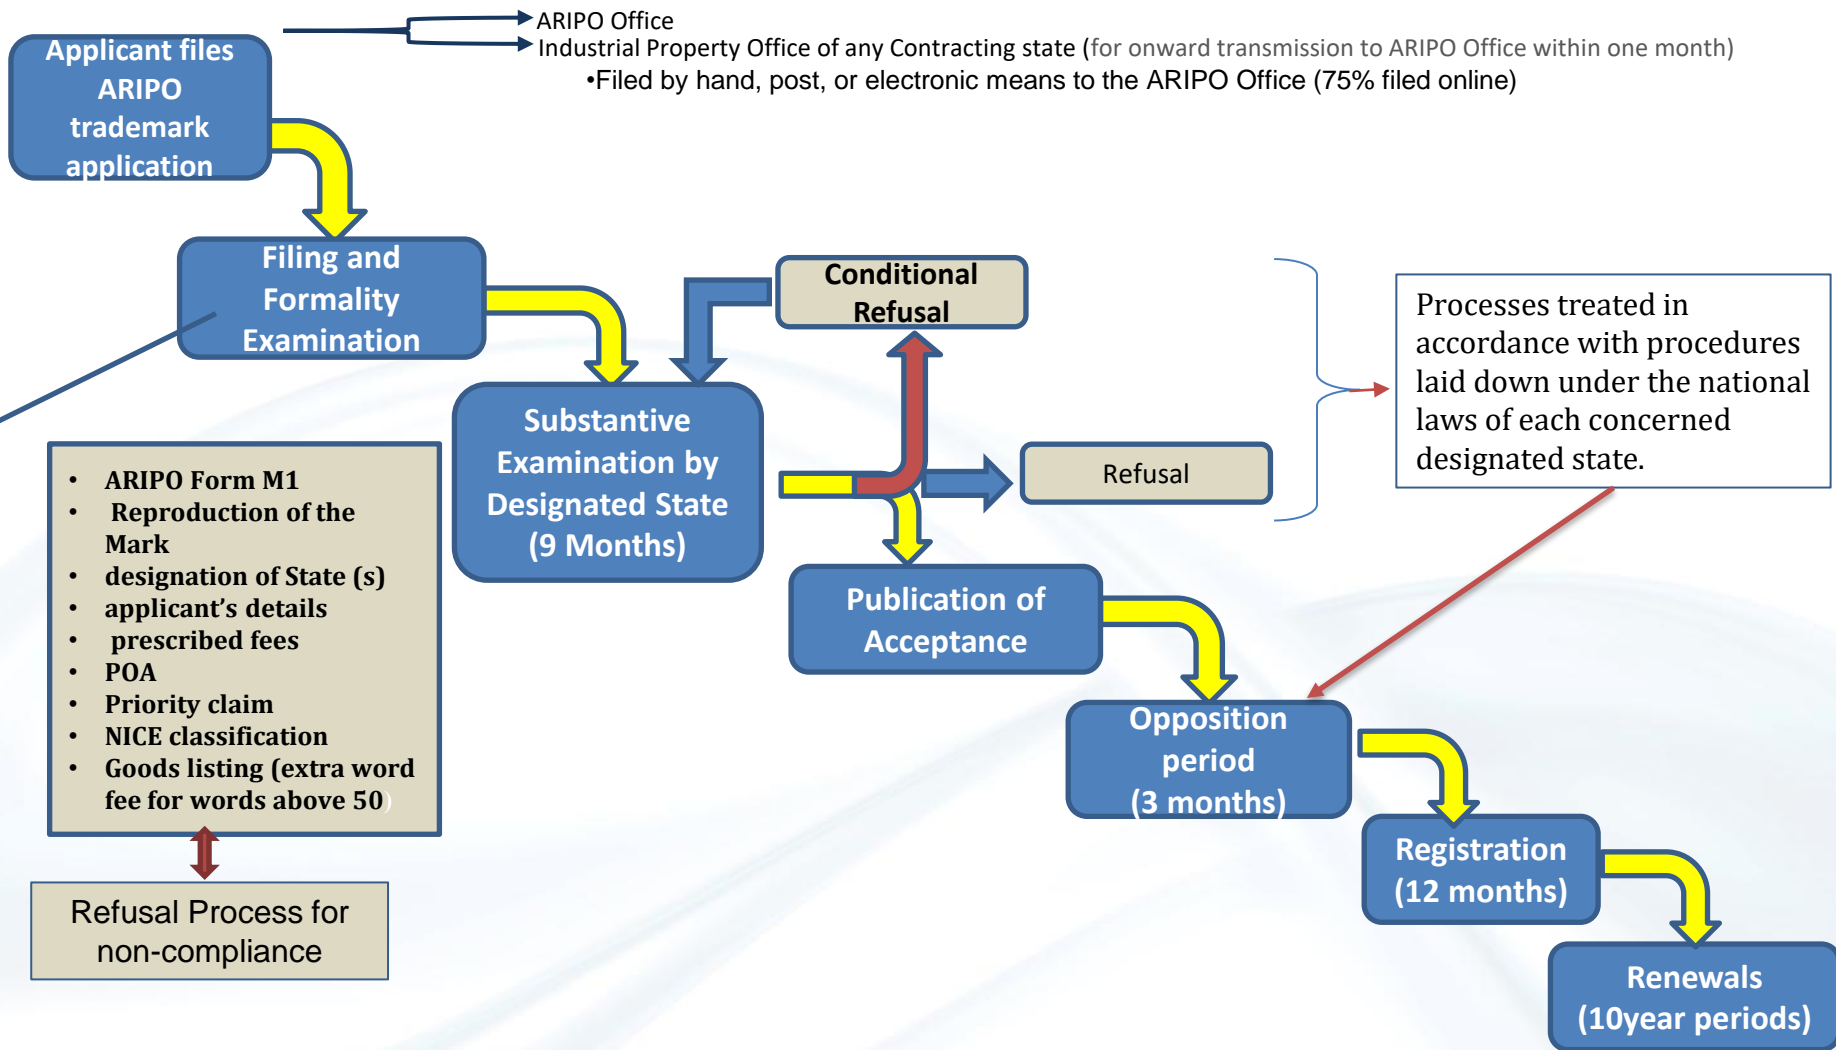 ARIPO Office
Industrial Property Office of any Contracting state (for onward transmission to ARIPO Office within one month)
•Filed by hand, post, or electronic means to the ARIPO Office (75% filed online)
Applicant files
ARIPO
trademark
application
Filing and
Formality
Examination
Conditional
Refusal
Substantive
Examination by
Designated State
(9 Months)
Refusal
Processes treated in
accordance with procedures
laid down under the national
laws of each concerned
designated state.
• ARIPO Form M1
• Reproduction of the
Mark
• designation of State (s)
• applicant’s details
• prescribed fees
• POA
• Priority claim
• NICE classification
• Goods listing (extra word
fee for words above 50)
Refusal Process for
non-compliance
Publication of
Acceptance
Opposition
period
(3 months)
Registration
(12 months)
Renewals
(10year periods)